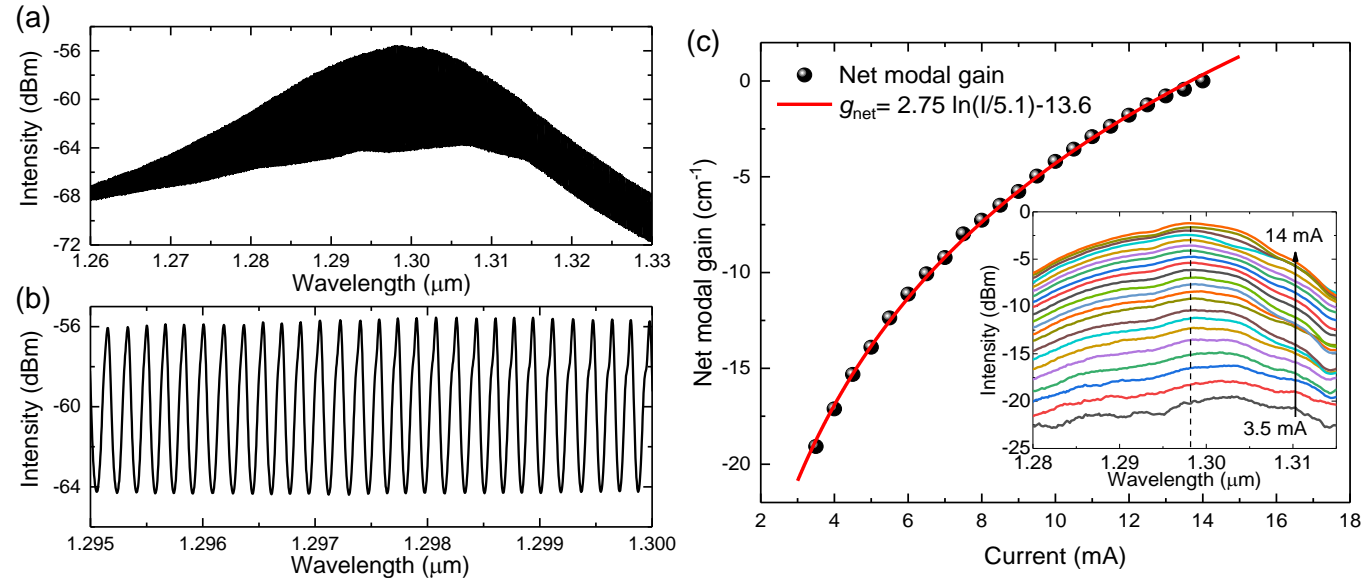 (a)
-56
-60
-64
-68
-72
Intensity (dBm)
1.26 1.27 1.28 1.29 1.30 1.31 1.32 1.33
Wavelength (μm)
(b)
-56
-60
-64
Intensity (dBm)
1.295 1.296 1.297 1.298 1.299 1.300
Wavelength (μm)
(c)
Net modal gain
g_net= 2.75 ln(I/5.1)-13.6
0
-5
-10
-15
-20
Net modal gain (cm⁻¹)
2 4 6 8 10 12 14 16 18
Current (mA)
0
-5
-10
-15
-20
-25
Intensity (dBm)
14 mA
3.5 mA
1.28 1.29 1.30 1.31
Wavelength (μm)